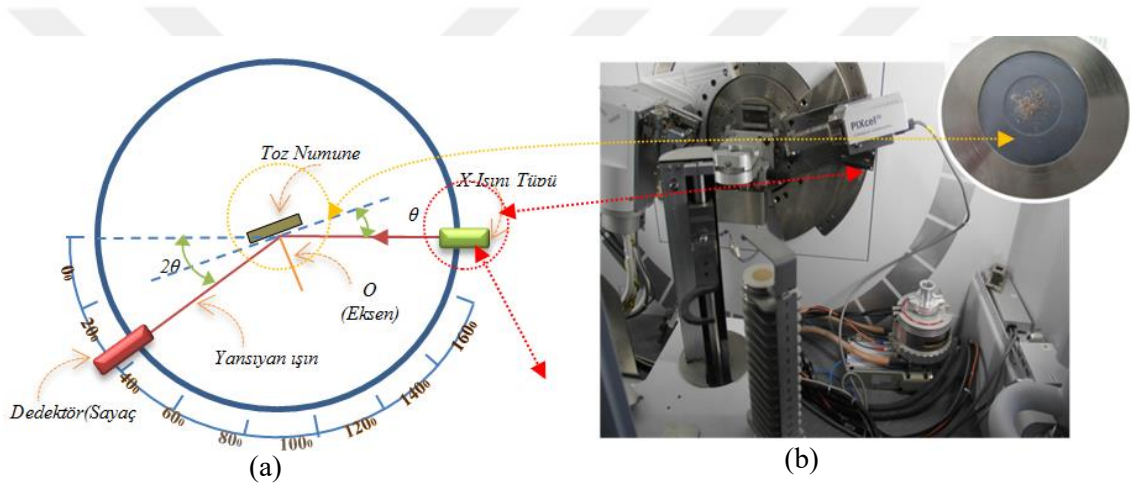 Toz Numune
X-Işını Tüpü
θ
2θ
O
(Eksen)
Yansıyan ışın
Dedektör(Sayaç
0₀
20₀
40₀
60₀
80₀
100₀
120₀
140₀
160₀
PIXcel
(a)
(b)